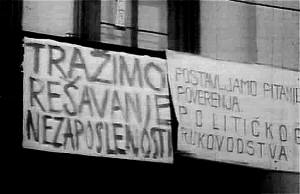 TRAŽIMO
REŠAVANJE
NEZAPOSLENOSTI
POSTAVLJAMO PITANJE
POVERENJA
POLITIČKOG
RUKOVODSTVA